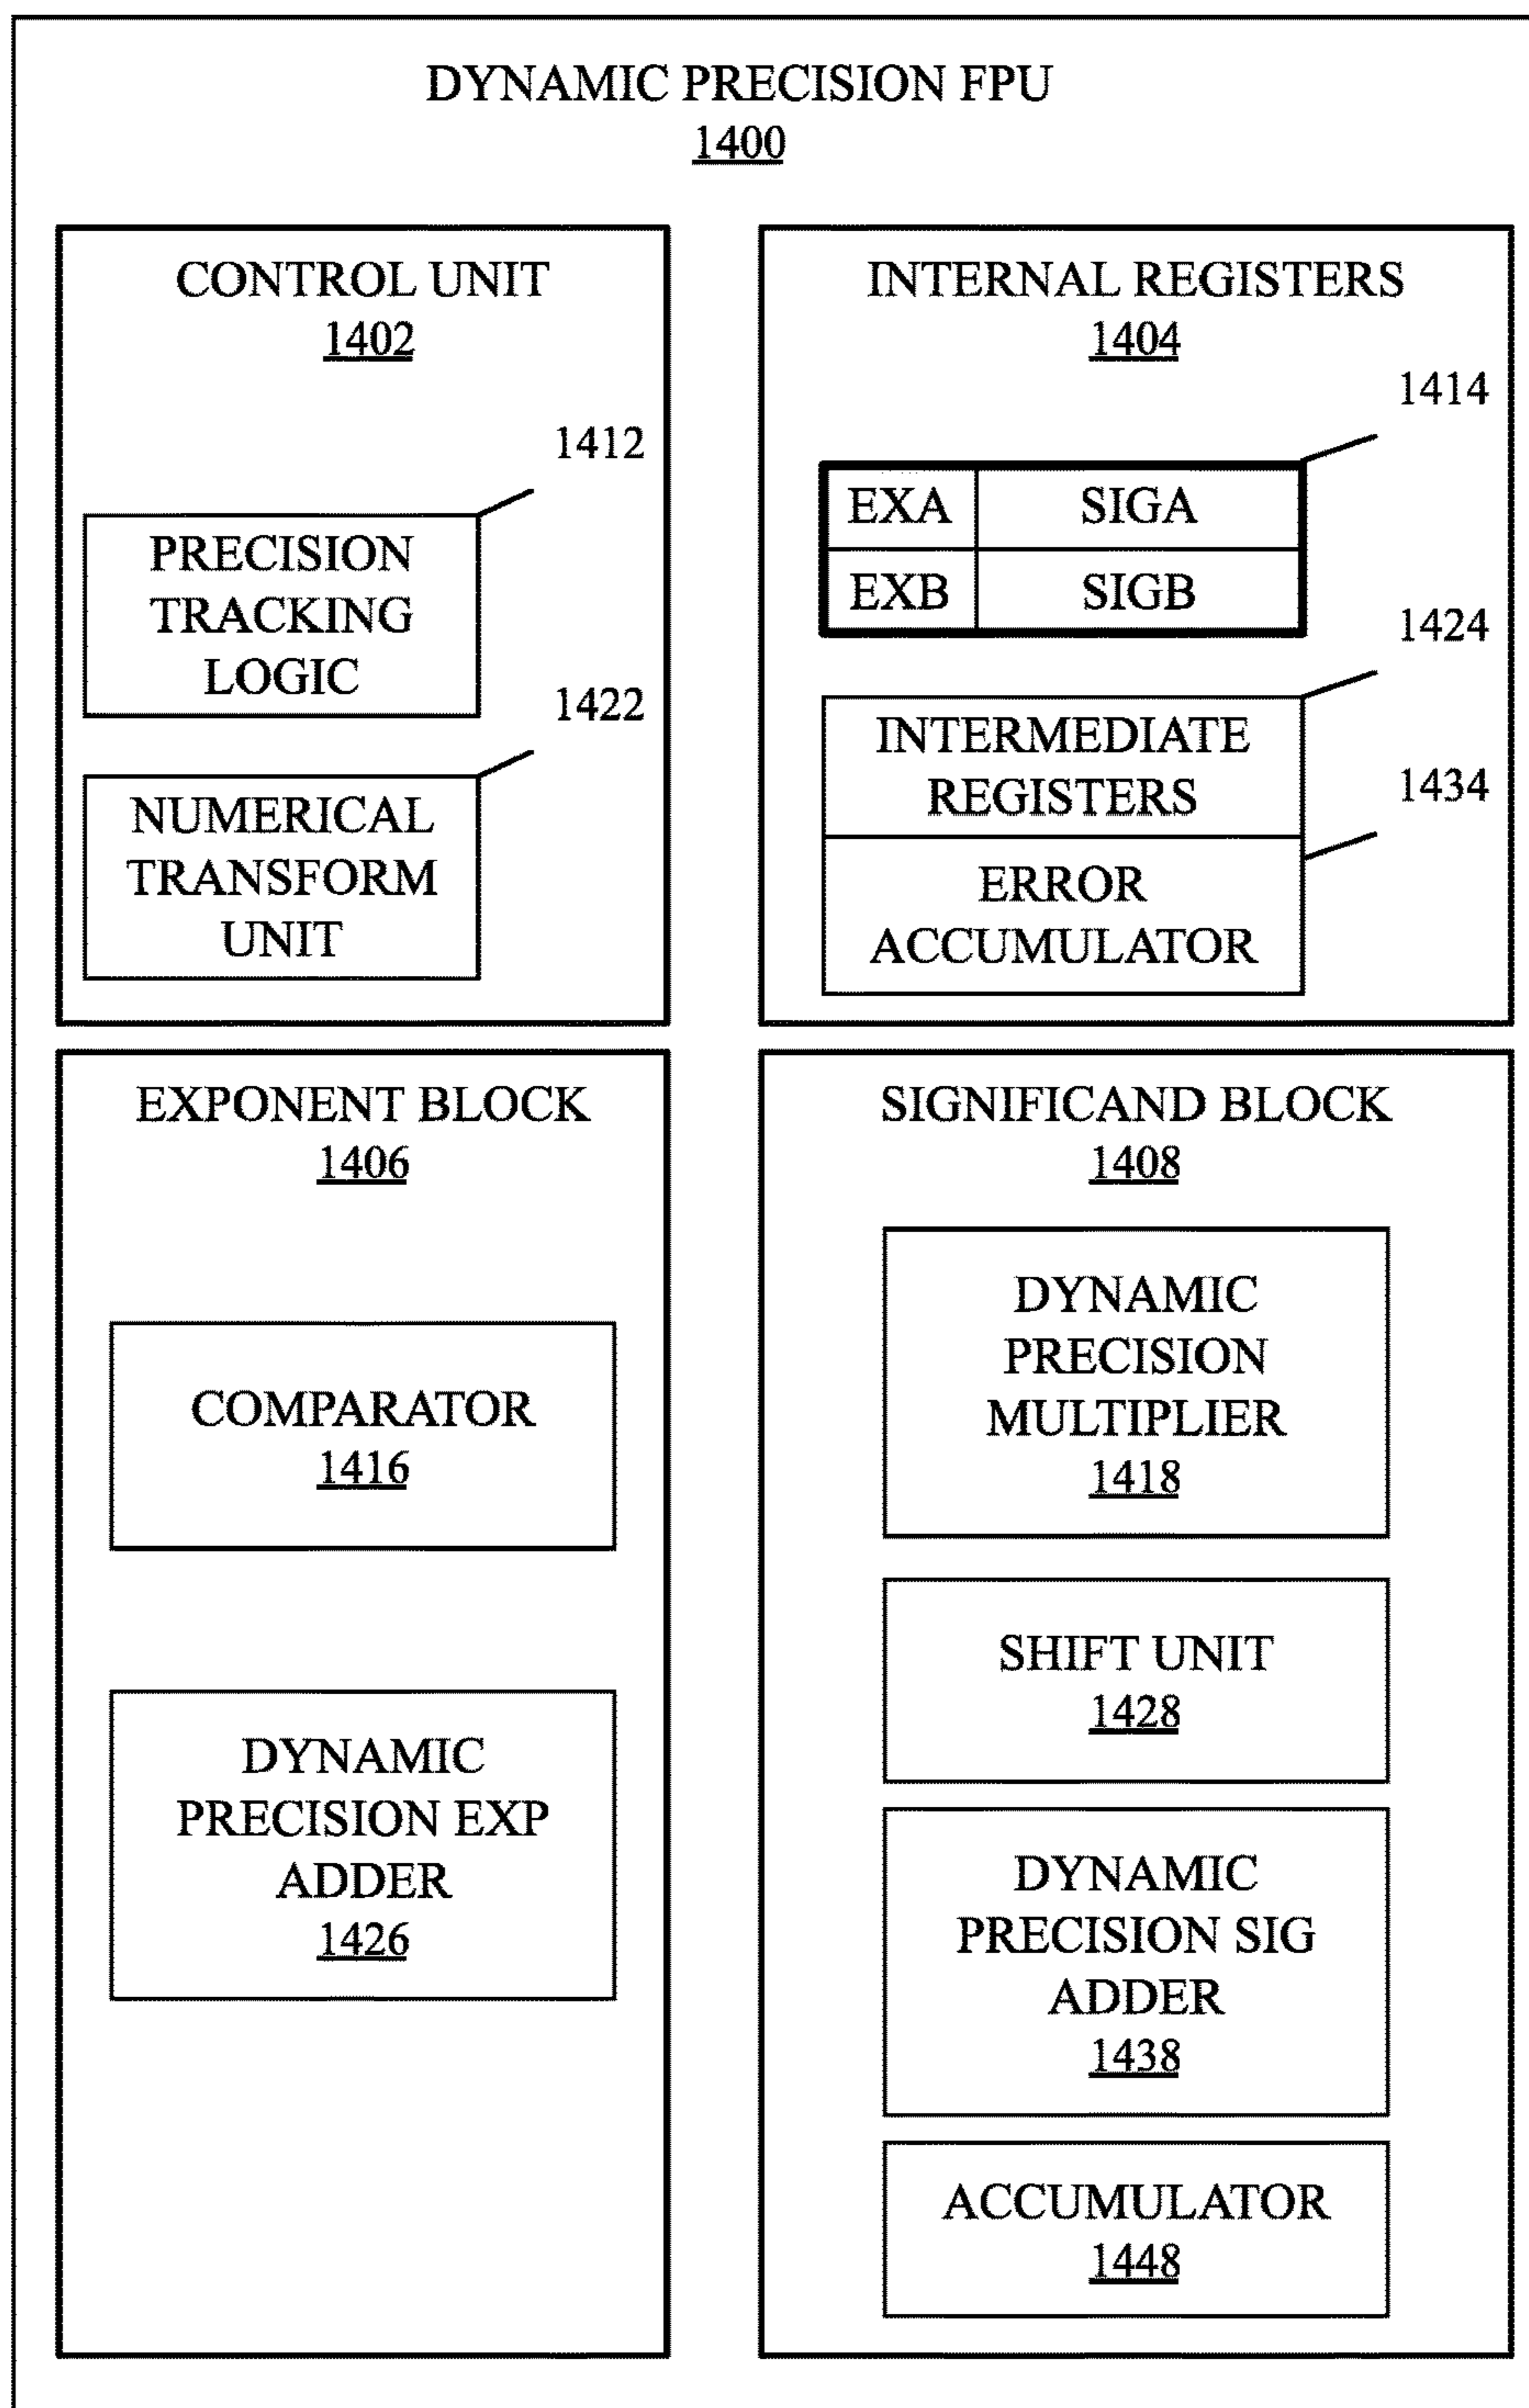 DYNAMIC PRECISION FPU
1400
CONTROL UNIT
1402
1412
PRECISION
TRACKING
LOGIC
1422
NUMERICAL
TRANSFORM
UNIT
INTERNAL REGISTERS
1404
1414
EXA SIGA
EXB SIGB
1424
INTERMEDIATE
REGISTERS
1434
ERROR
ACCUMULATOR
EXPONENT BLOCK
1406
COMPARATOR
1416
DYNAMIC
PRECISION EXP
ADDER
1426
SIGNIFICAND BLOCK
1408
DYNAMIC
PRECISION
MULTIPLIER
1418
SHIFT UNIT
1428
DYNAMIC
PRECISION SIG
ADDER
1438
ACCUMULATOR
1448